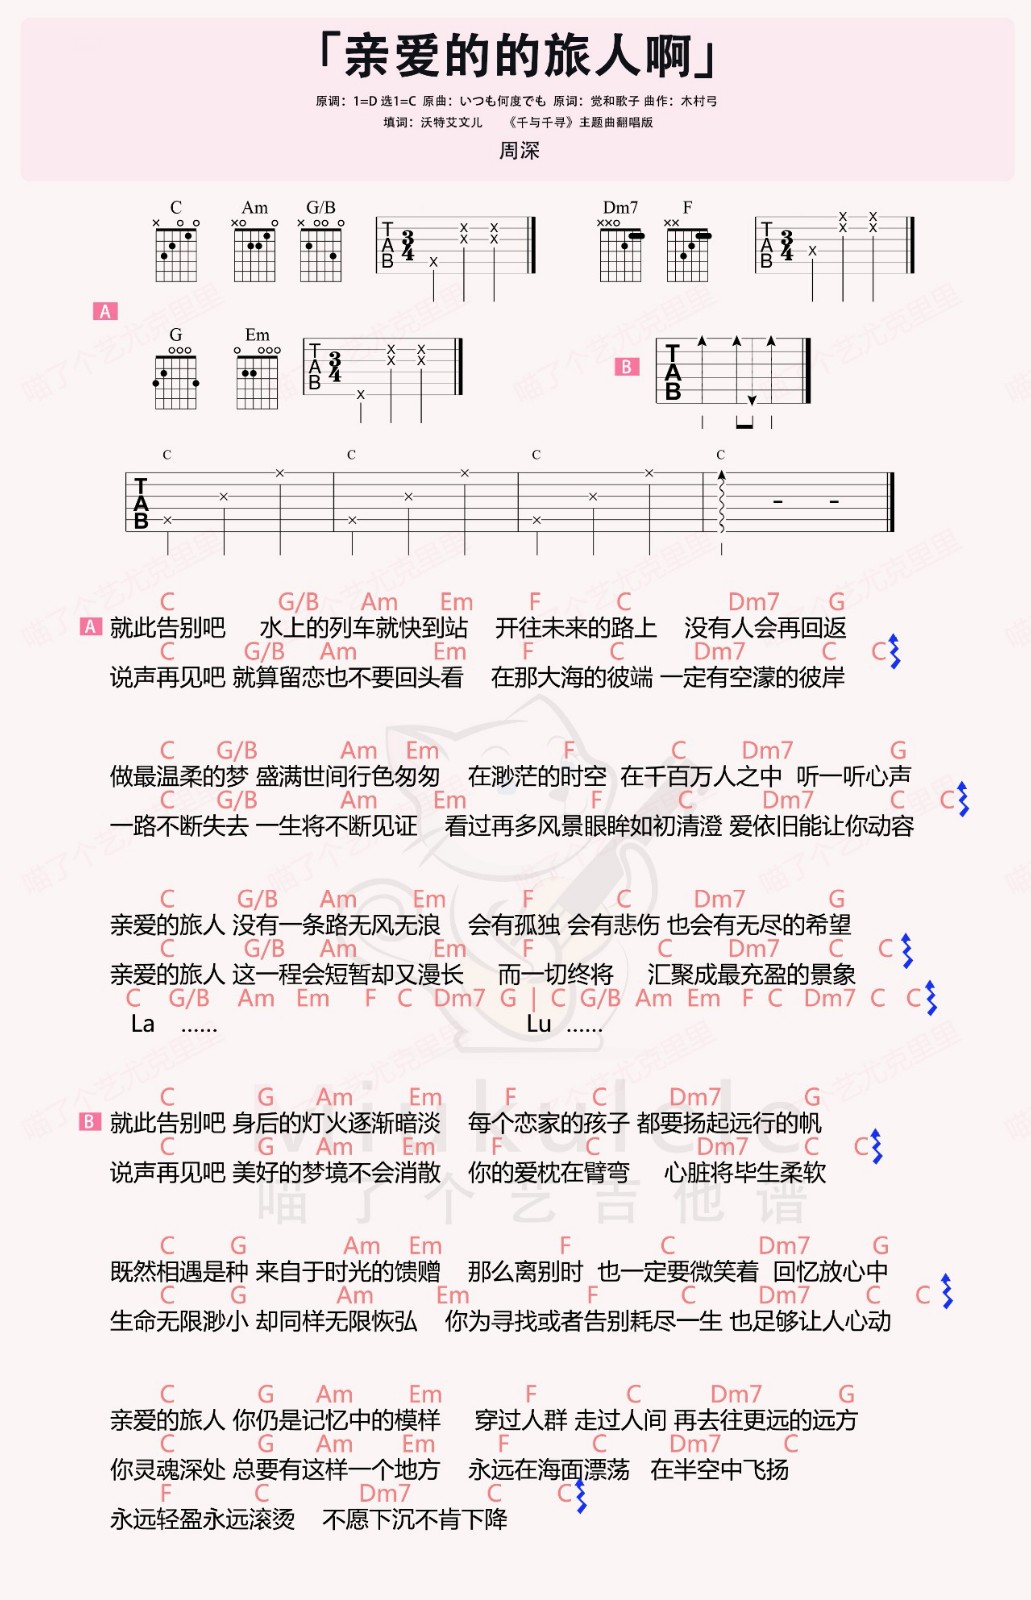 「亲爱的的旅人啊」
原调：1=D 选1=C 原曲：いつも何度でも 原词：党和歌子 曲作：木村弓
填词：沃特艾文儿 《千与千寻》主题曲翻唱版
周深
C Am G/B Dm7 F
× ×○ × ××○ ××
T A B 3/4
A
G Em
T A B 3/4
B
T A B
C C C C
T A B
C G/B Am Em F C Dm7 G
A 就此告别吧 水上的列车就快到站 开往未来的路上 没有人会再回返
C G/B Am Em F C Dm7 C C
说声再见吧 就算留恋也不要回头看 在那大海的彼端 一定有空濛的彼岸
C G/B Am Em F C Dm7 G
做最温柔的梦 盛满世间行色匆匆 在渺茫的时空 在千百万人之中 听一听心声
C G/B Am Em F C Dm7 C C
一路不断失去 一生将不断见证 看过再多风景眼眸如初清澄 爱依旧能让你动容
C G/B Am Em F C Dm7 G
亲爱的旅人 没有一条路无风无浪 会有孤独 会有悲伤 也会有无尽的希望
C G/B Am Em F C Dm7 C C
亲爱的旅人 这一程会短暂却又漫长 而一切终将 汇聚成最充盈的景象
C G/B Am Em F C Dm7 G | C G/B Am Em F C Dm7 C C
La …… Lu ……
C G Am Em F C Dm7 G
B 就此告别吧 身后的灯火逐渐暗淡 每个恋家的孩子 都要扬起远行的帆
C G Am Em F C Dm7 C C
说声再见吧 美好的梦境不会消散 你的爱枕在臂弯 心脏将毕生柔软
Miukulele
喵了个艺吉他谱
C G Am Em F C Dm7 G
既然相遇是种 来自于时光的馈赠 那么离别时 也一定要微笑着 回忆放心中
C G Am Em F C Dm7 C C
生命无限渺小 却同样无限恢弘 你为寻找或者告别耗尽一生 也足够让人心动
C G Am Em F C Dm7 G
亲爱的旅人 你仍是记忆中的模样 穿过人群 走过人间 再去往更远的远方
C G Am Em F C Dm7 C
你灵魂深处 总要有这样一个地方 永远在海面漂荡 在半空中飞扬
F C Dm7 C C
永远轻盈永远滚烫 不愿下沉不肯下降
喵了个艺尤克里里